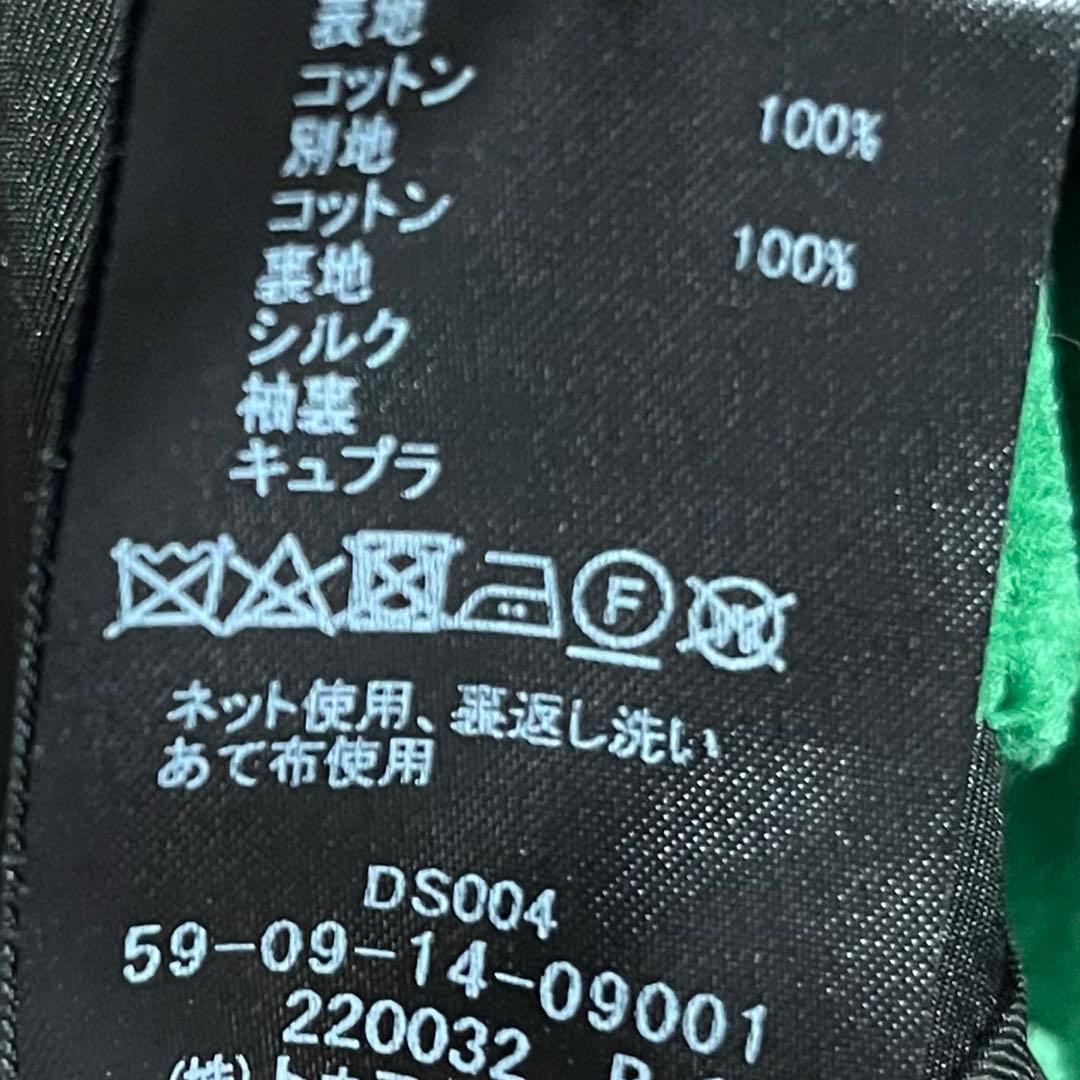 表地
コットン 100%
別地
コットン 100%
裏地
シルク
袖裏
キュプラ
F
ネット使用、裏返し洗い
あて布使用
DS004
59-09-14-09001
220032
(株)ト